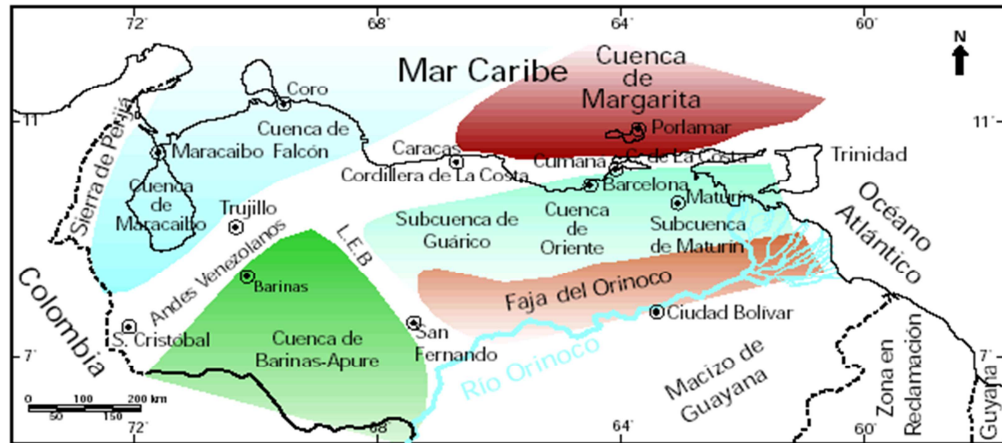 72
68
64
60
N
Mar Caribe
Cuenca
de
Margarita
Coro
11
11
Porlamar
Cuenca de
Falcón
Maracaibo
Caracas
Cumaná
C. de La Costa
Trinidad
Cordillera de La Costa
Barcelona
Sierra de Perijá
Cuenca
de
Maracaibo
Trujillo
Maturín
Océano
Atlántico
Subcuenca de
Guárico
Cuenca
de
Oriente
Subcuenca
de Maturín
L.E.B
Andes Venezolanos
Barinas
Faja del Orinoco
Colombia
S. Cristóbal
Cuenca de
Barinas-Apure
San
Fernando
Ciudad Bolívar
Río Orinoco
Macizo de
Guayana
Zona en
Reclamación
Guyana
7
7
0
100
200 km
50
150
72
68
64
60